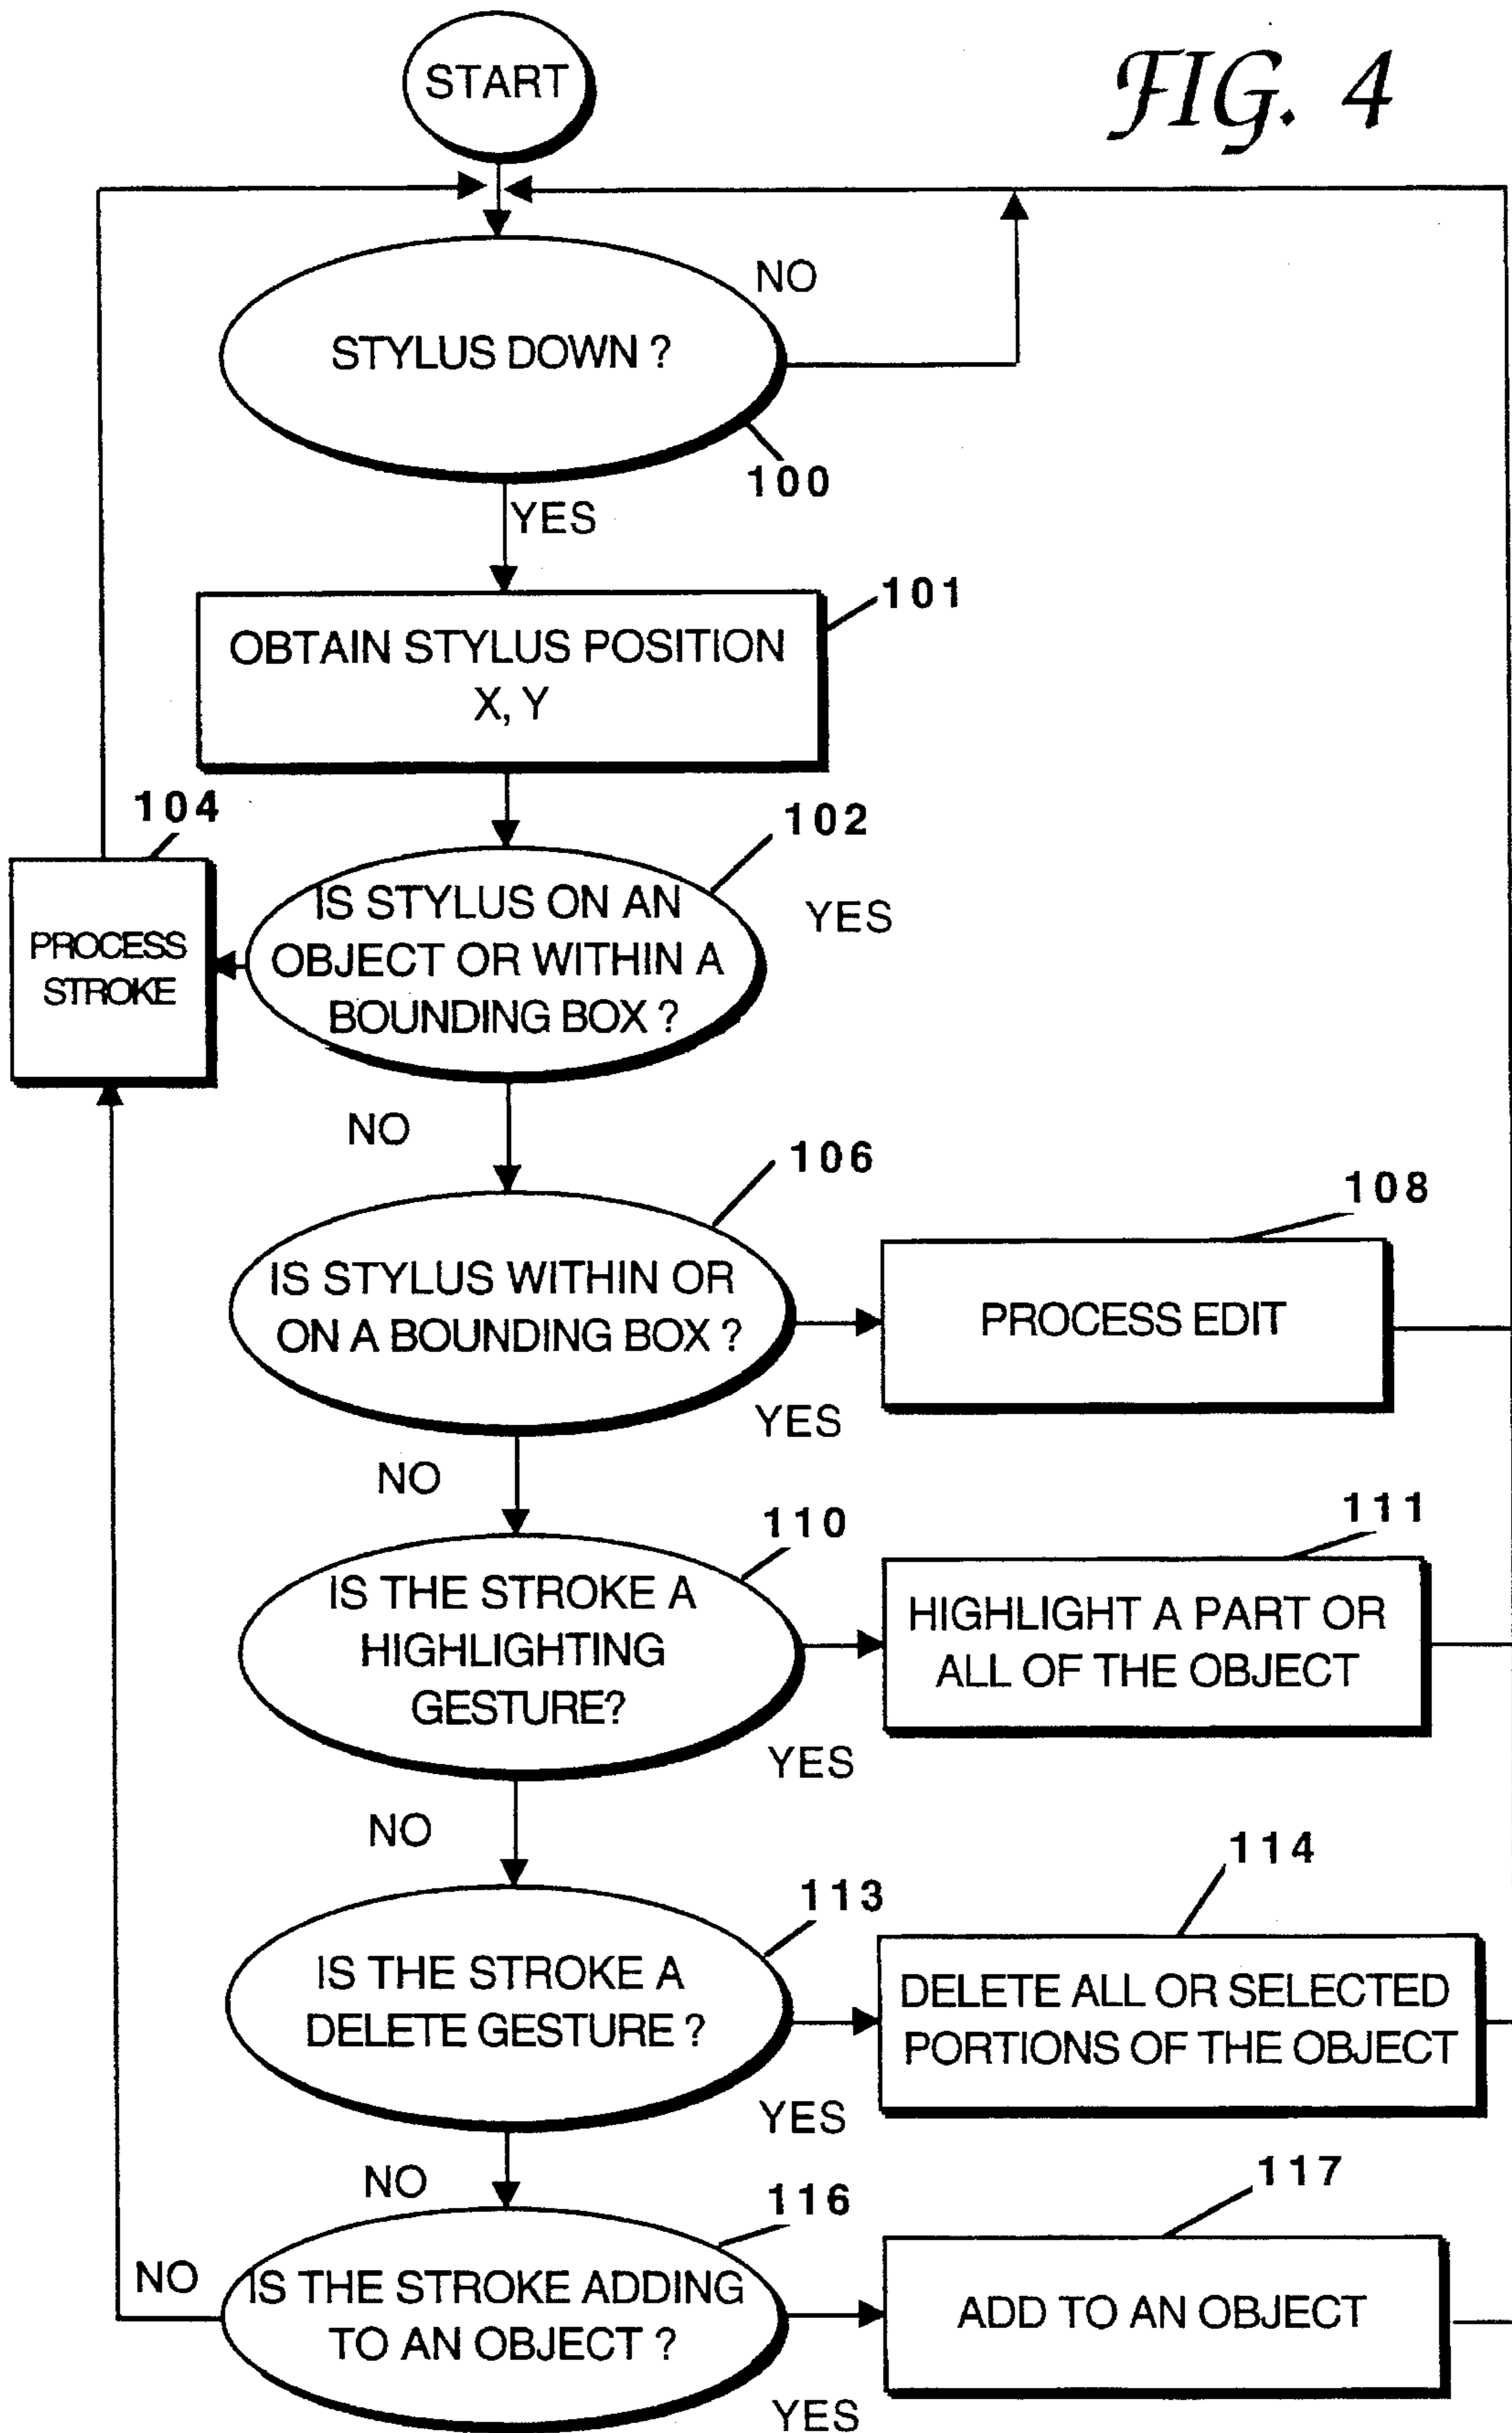 FIG. 4
START
STYLUS DOWN ?
NO
100
YES
OBTAIN STYLUS POSITION
X, Y
101
102
IS STYLUS ON AN
OBJECT OR WITHIN A
BOUNDING BOX ?
YES
104
PROCESS
STROKE
NO
106
IS STYLUS WITHIN OR
ON A BOUNDING BOX ?
YES
108
PROCESS EDIT
NO
110
IS THE STROKE A
HIGHLIGHTING
GESTURE?
YES
111
HIGHLIGHT A PART OR
ALL OF THE OBJECT
NO
113
IS THE STROKE A
DELETE GESTURE ?
YES
114
DELETE ALL OR SELECTED
PORTIONS OF THE OBJECT
NO
116
NO
IS THE STROKE ADDING
TO AN OBJECT ?
YES
117
ADD TO AN OBJECT